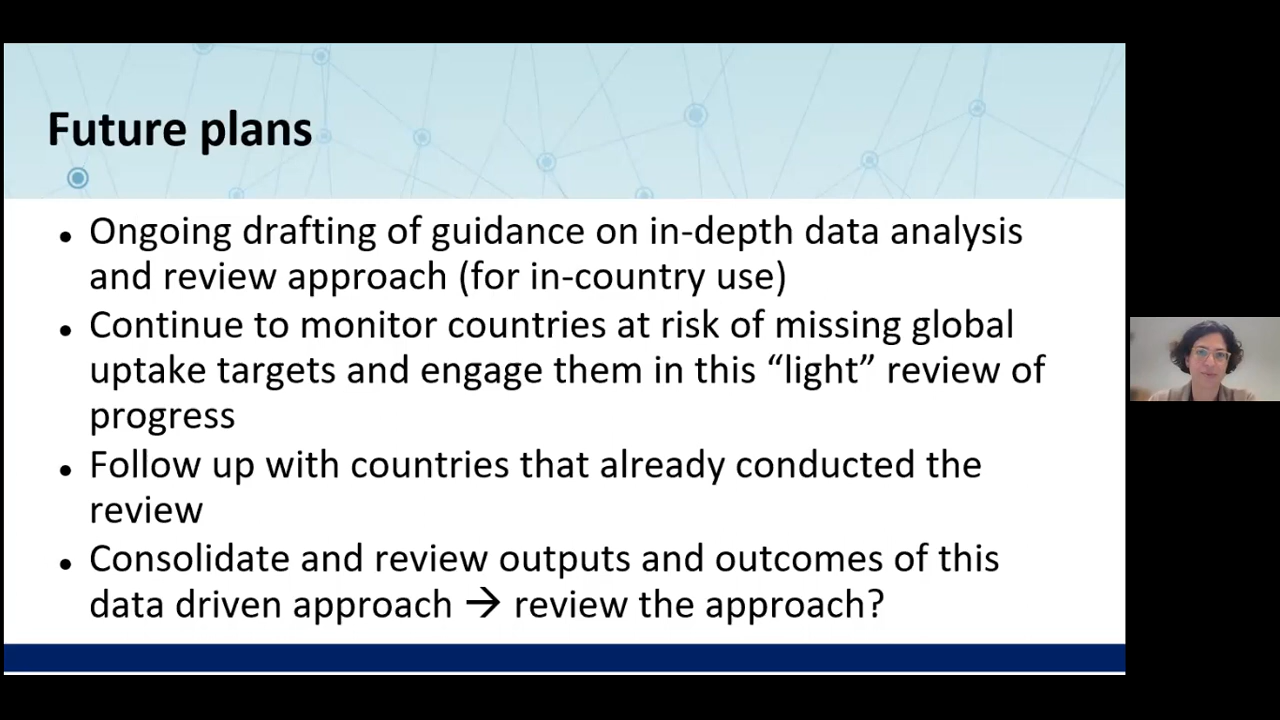 Future plans
• Ongoing drafting of guidance on in-depth data analysis
and review approach (for in-country use)
• Continue to monitor countries at risk of missing global
uptake targets and engage them in this “light” review of
progress
• Follow up with countries that already conducted the
review
• Consolidate and review outputs and outcomes of this
data driven approach → review the approach?